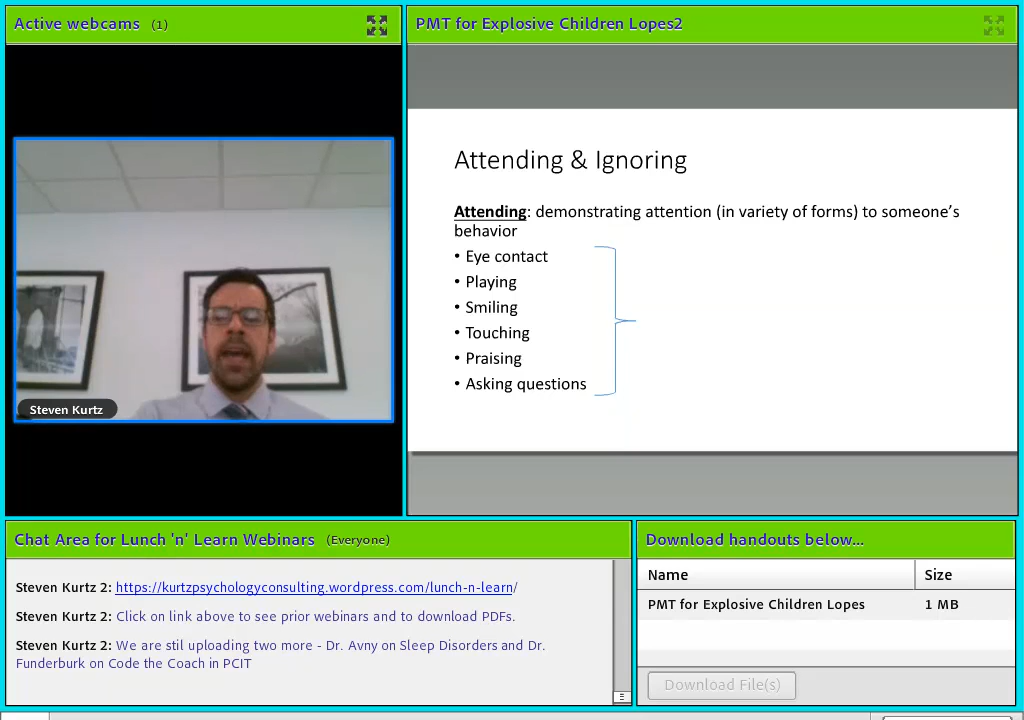 Active webcams (1)
PMT for Explosive Children Lopes2
Attending & Ignoring
Attending: demonstrating attention (in variety of forms) to someone’s
behavior
• Eye contact
• Playing
• Smiling
• Touching
• Praising
• Asking questions
Steven Kurtz
Chat Area for Lunch 'n' Learn Webinars (Everyone)
Steven Kurtz 2: https://kurtzpsychologyconsulting.wordpress.com/lunch-n-learn/
Steven Kurtz 2: Click on link above to see prior webinars and to download PDFs.
Steven Kurtz 2: We are stil uploading two more - Dr. Avny on Sleep Disorders and Dr.
Funderburk on Code the Coach in PCIT
Download handouts below...
Name Size
PMT for Explosive Children Lopes 1 MB
Download File(s)